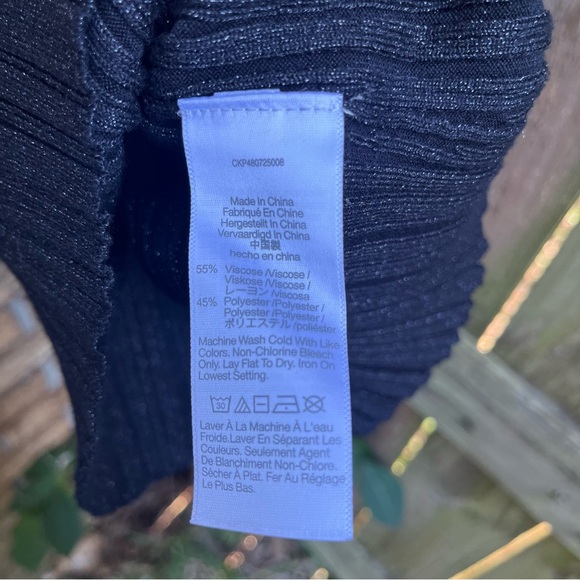 CKP480725008
Made In China
Fabriqué En Chine
Hergestellt In China
Vervaardigd In China
中国製
hecho en china
55% Viscose /Viscose /
Viskose /Viscose /
レーヨン /Viscosa
45% Polyester /Polyester /
Polyester /Polyester /
ポリエステル /poliéster
Machine Wash Cold With Like
Colors. Non-Chlorine Bleach
Only. Lay Flat To Dry. Iron On
Lowest Setting.
30
Laver À La Machine À L'eau
Froide.Laver En Séparant Les
Couleurs. Seulement Agent
De Blanchiment Non-Chlore.
Sécher À Plat. Fer Au Réglage
Le Plus Bas.